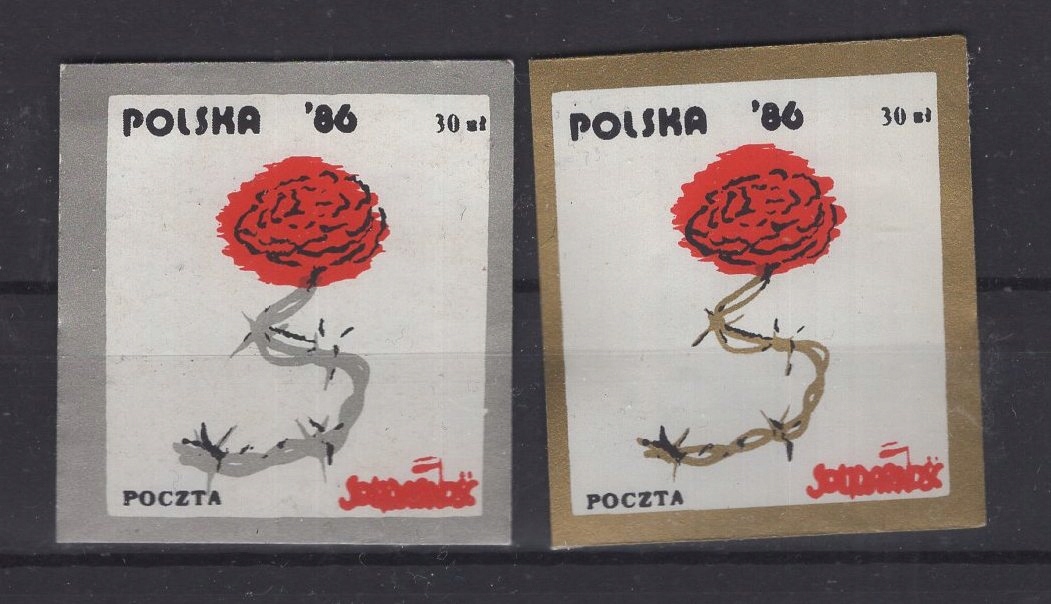 POLSKA '86 30 zł
POCZTA
SOLIDARNOŚĆ
POLSKA '86 30 zł
POCZTA
SOLIDARNOŚĆ